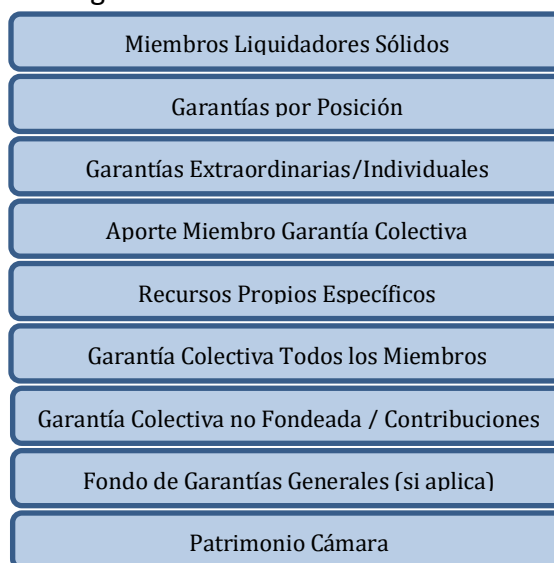 Miembros Liquidadores Sólidos
Garantías por Posición
Garantías Extraordinarias/Individuales
Aporte Miembro Garantía Colectiva
Recursos Propios Específicos
Garantía Colectiva Todos los Miembros
Garantía Colectiva no Fondeada / Contribuciones
Fondo de Garantías Generales (si aplica)
Patrimonio Cámara